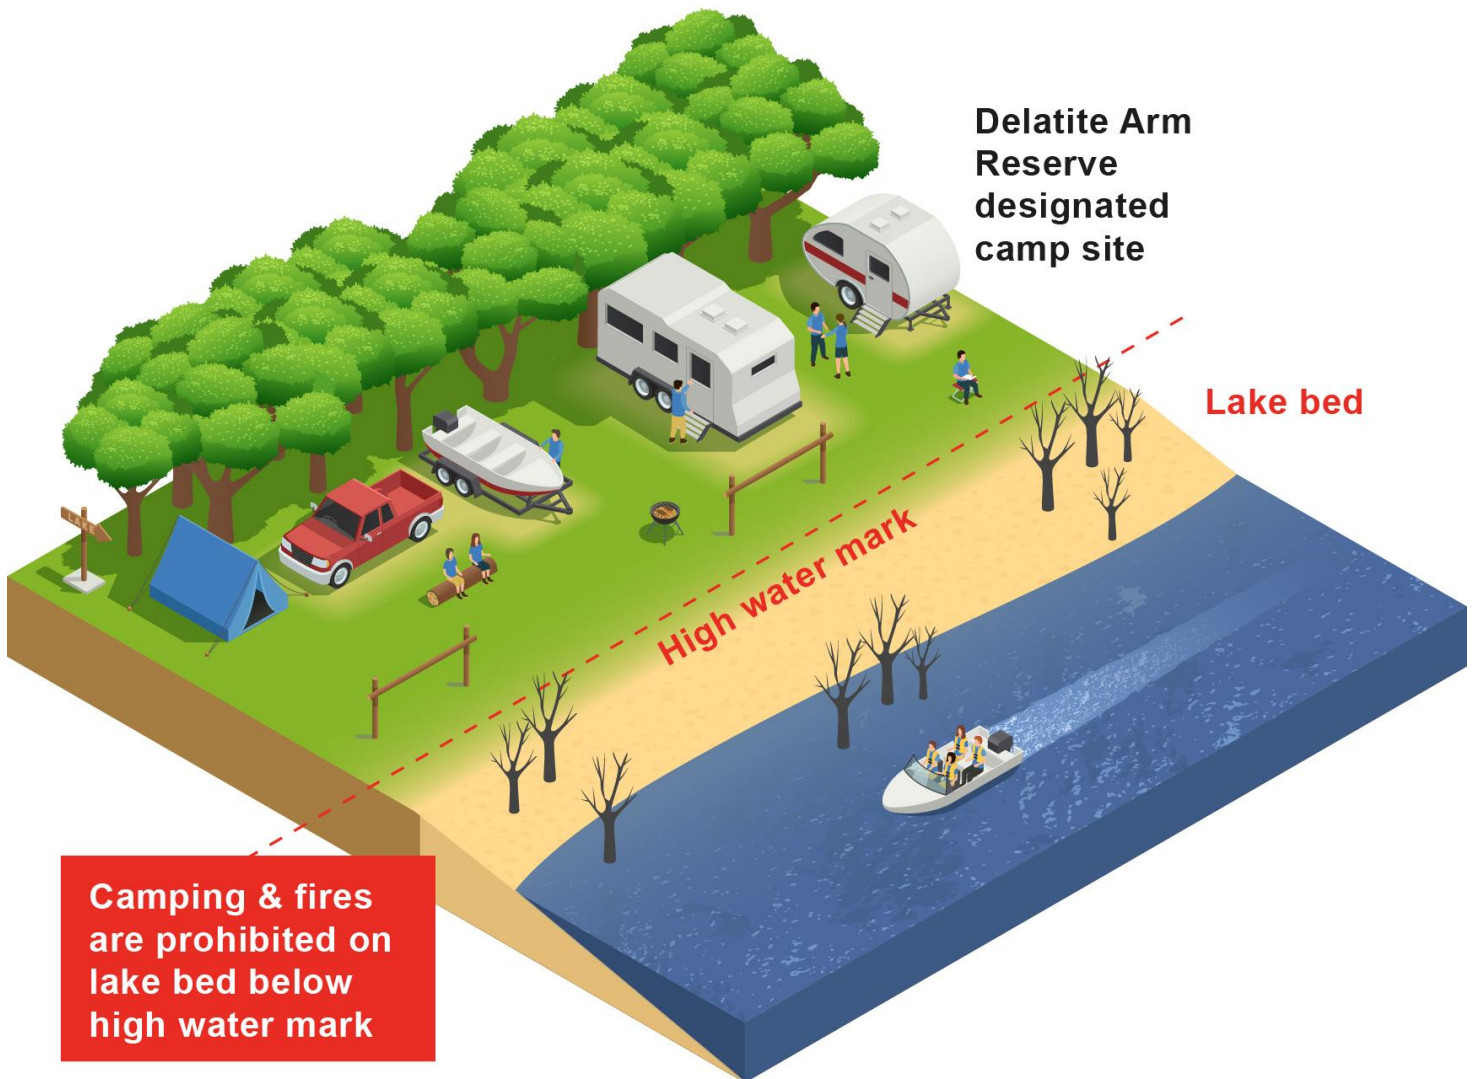 Delatite Arm
Reserve
designated
camp site
Lake bed
High water mark
LAKE
Camping & fires
are prohibited on
lake bed below
high water mark